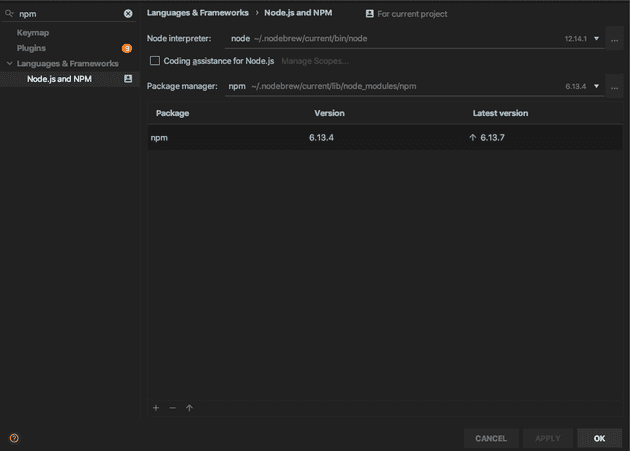 npm
Keymap
Plugins
Languages & Frameworks
Node.js and NPM
Languages & Frameworks › Node.js and NPM For current project
Node interpreter: node ~/.nodebrew/current/bin/node 12.14.1 ...
Coding assistance for Node.js Manage Scopes...
Package manager: npm ~/.nodebrew/current/lib/node_modules/npm 6.13.4 ...
Package Version Latest version
npm 6.13.4 6.13.7
? CANCEL APPLY OK